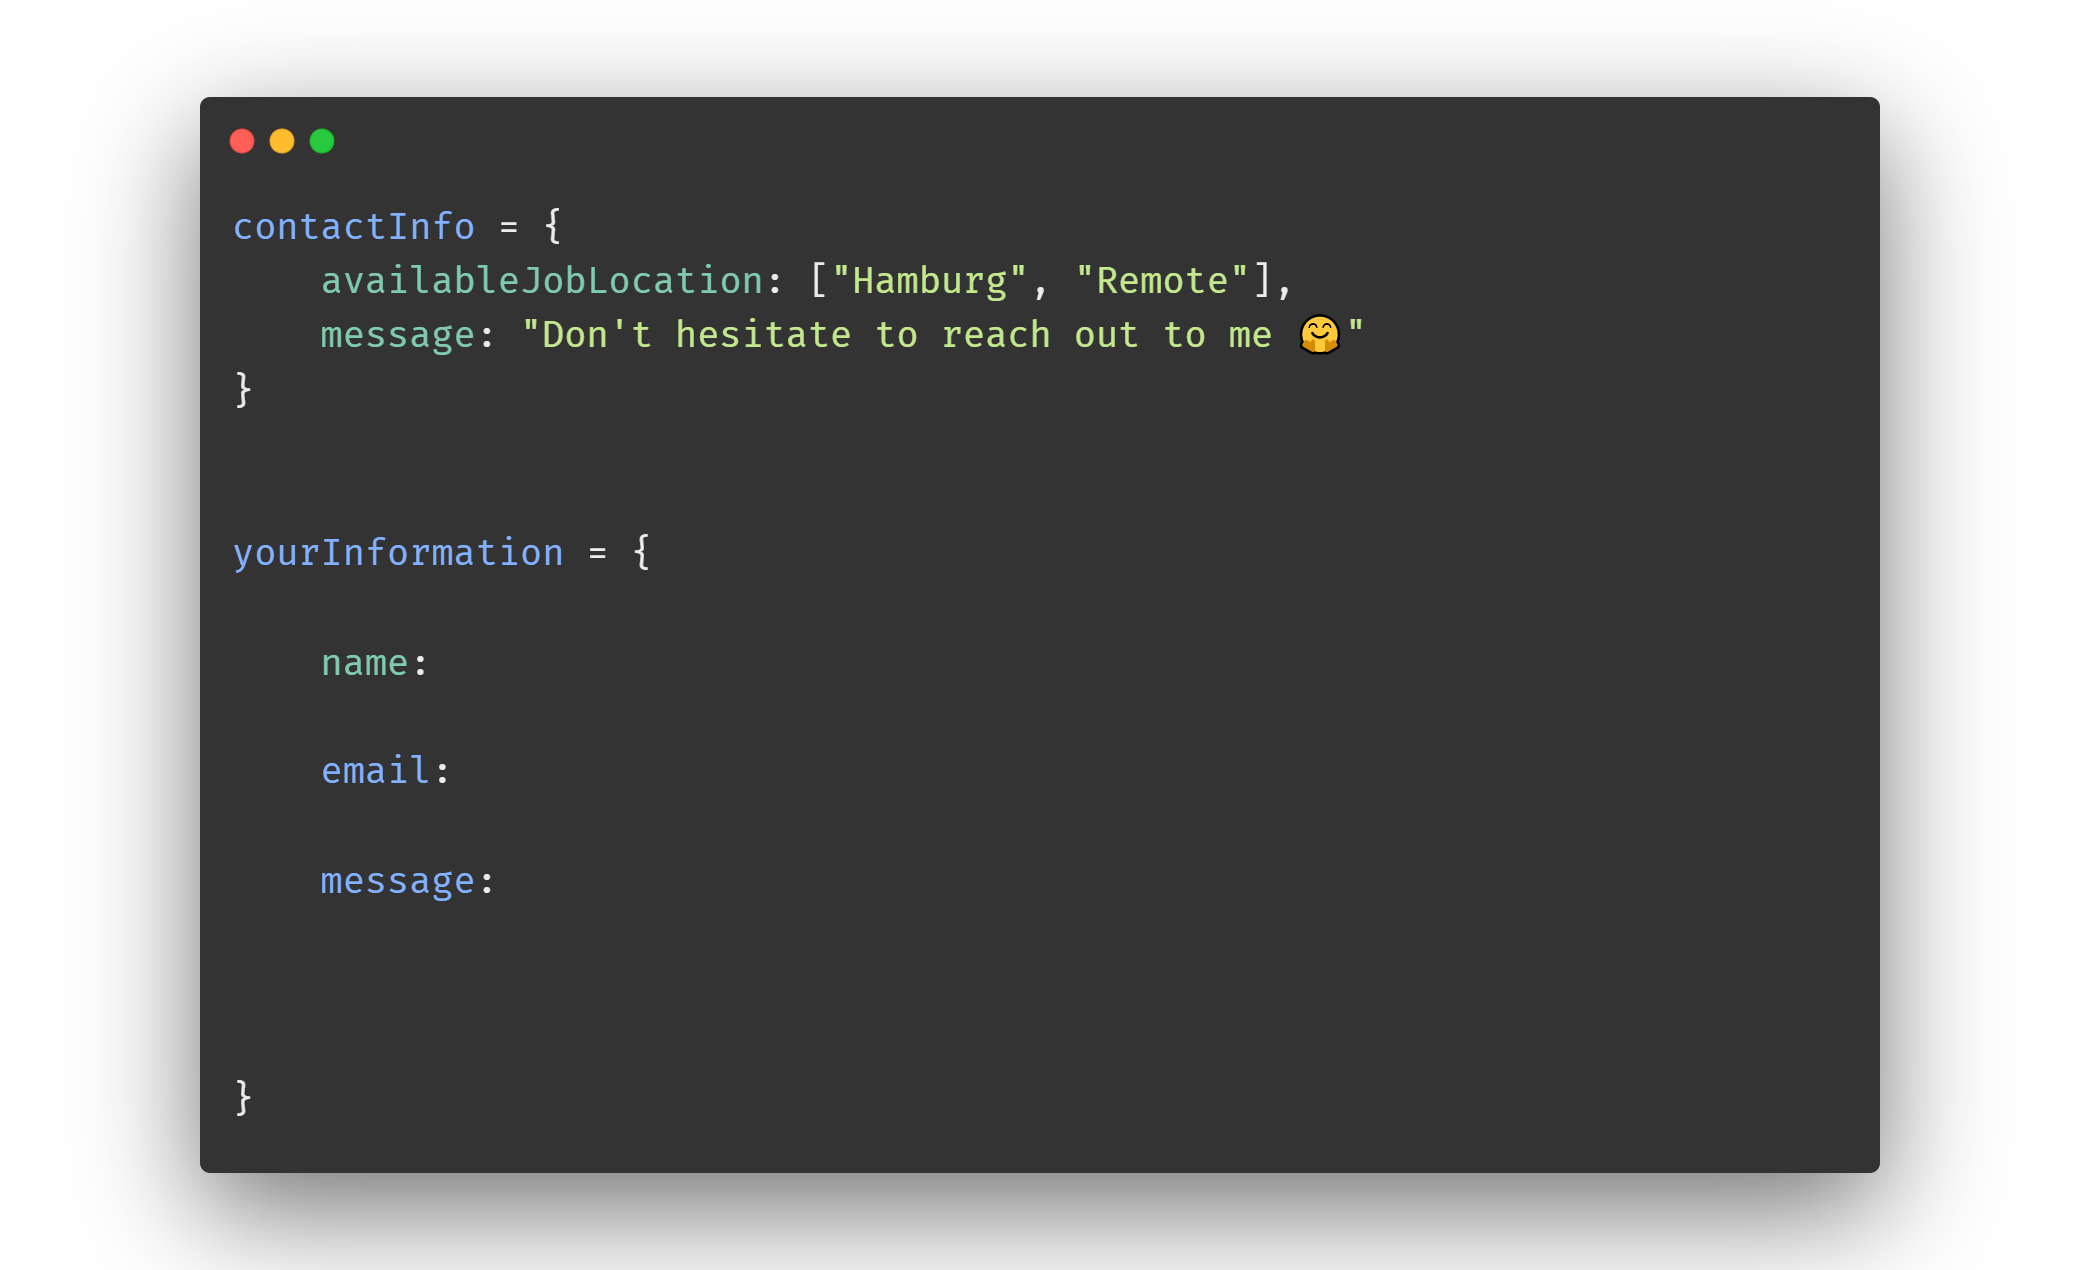 contactInfo = {
    availableJobLocation: ["Hamburg", "Remote"],
    message: "Don't hesitate to reach out to me 🤗"
}
yourInformation = {
    name:
    email:
    message:
}